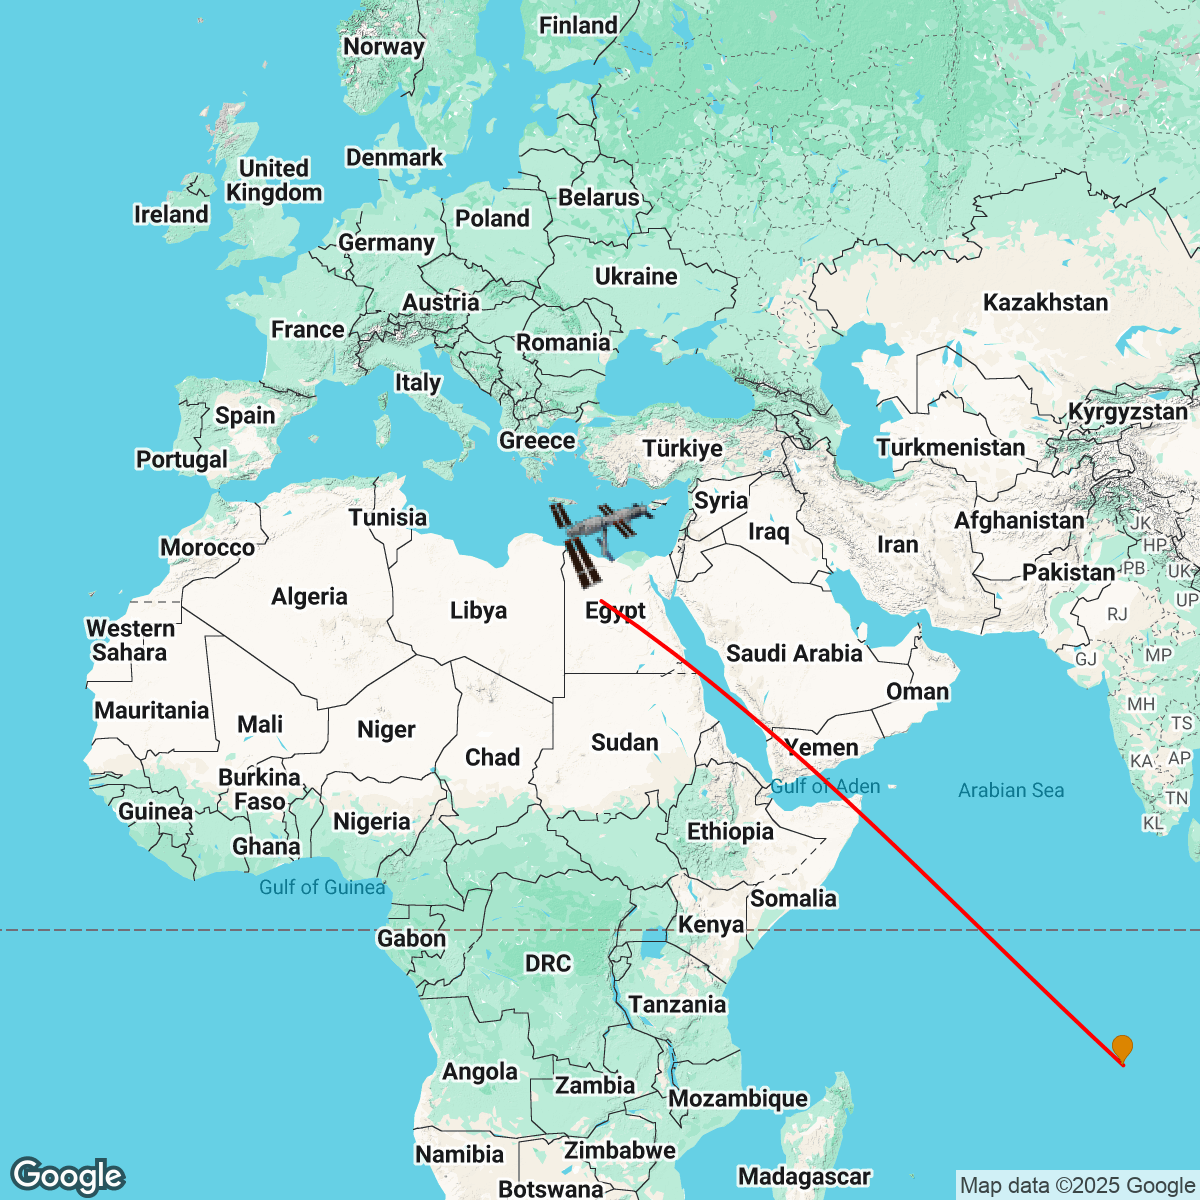 Finland
Norway
Denmark
United
Kingdom
Ireland
Belarus
Poland
Germany
Ukraine
Austria
Kazakhstan
France
Romania
Italy
Kyrgyzstan
Spain
Greece
Türkiye
Turkmenistan
Portugal
Syria
Tunisia
Afghanistan
JK
Iraq
Iran
HP
Morocco
PB
UK
Pakistan
Algeria
Libya
Egypt
UP
RJ
Western
Sahara
Saudi Arabia
GJ
MP
Oman
Mauritania
Mali
Niger
MH
TS
Sudan
Yemen
Chad
KA
AP
Burkina
Faso
Gulf of Aden
Arabian Sea
TN
Guinea
Nigeria
Ethiopia
KL
Ghana
Gulf of Guinea
Somalia
Kenya
Gabon
DRC
Tanzania
Angola
Zambia
Mozambique
Namibia
Zimbabwe
Madagascar
Botswana
Google
Map data ©2025 Google